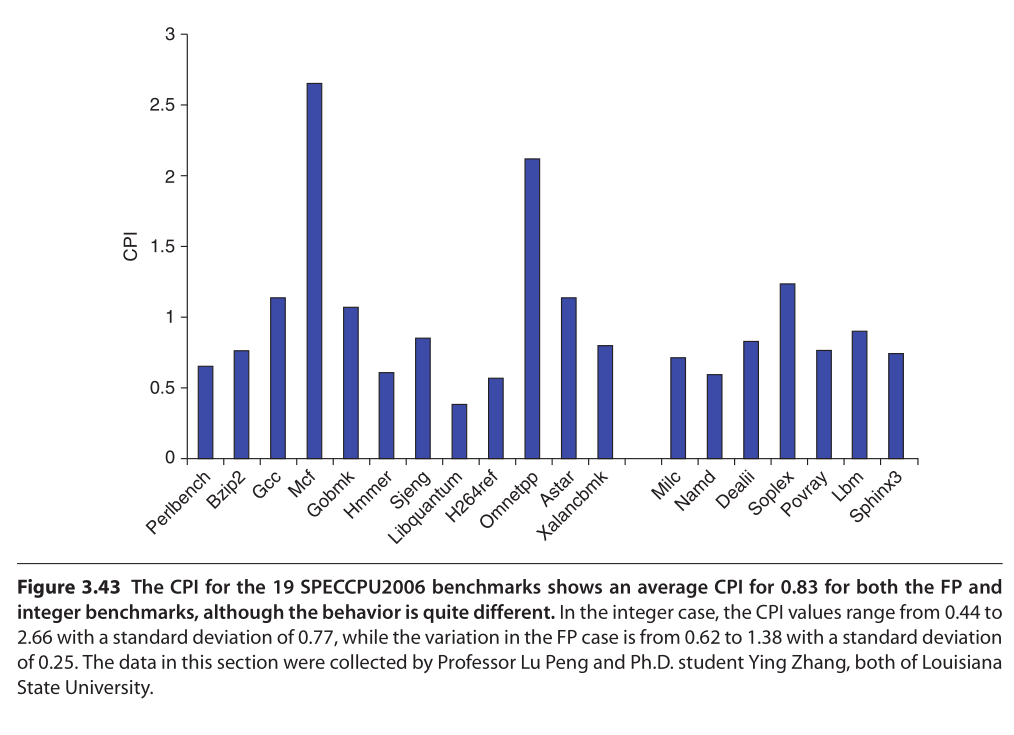 3
2.5
2
1.5
1
0.5
0
CPI
Perlbench
Bzip2
Gcc
Mcf
Gobmk
Hmmer
Sjeng
Libquantum
H264ref
Omnetpp
Astar
Xalancbmk
Milc
Namd
Dealii
Soplex
Povray
Lbm
Sphinx3
Figure 3.43 The CPI for the 19 SPECCPU2006 benchmarks shows an average CPI for 0.83 for both the FP and
integer benchmarks, although the behavior is quite different. In the integer case, the CPI values range from 0.44 to
2.66 with a standard deviation of 0.77, while the variation in the FP case is from 0.62 to 1.38 with a standard deviation
of 0.25. The data in this section were collected by Professor Lu Peng and Ph.D. student Ying Zhang, both of Louisiana
State University.